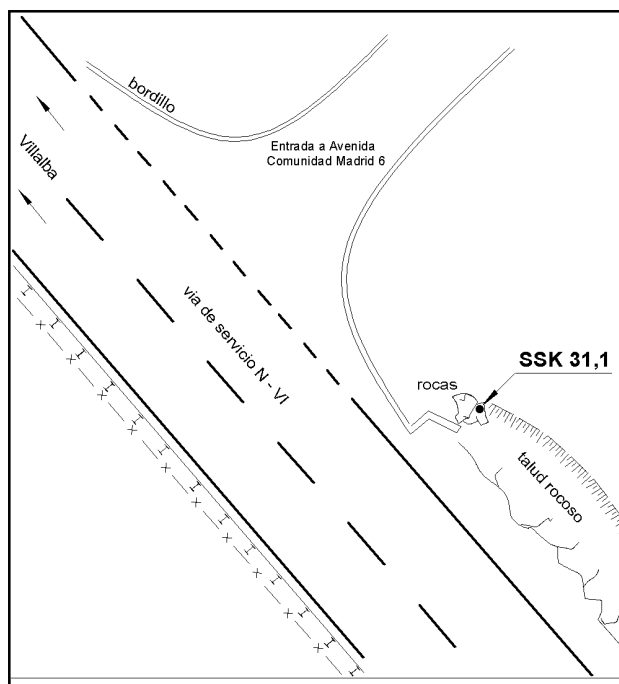 bordillo
Entrada a Avenida
Comunidad Madrid 6
Villalba
via de servicio N - VI
SSK 31,1
rocas
talud rocoso